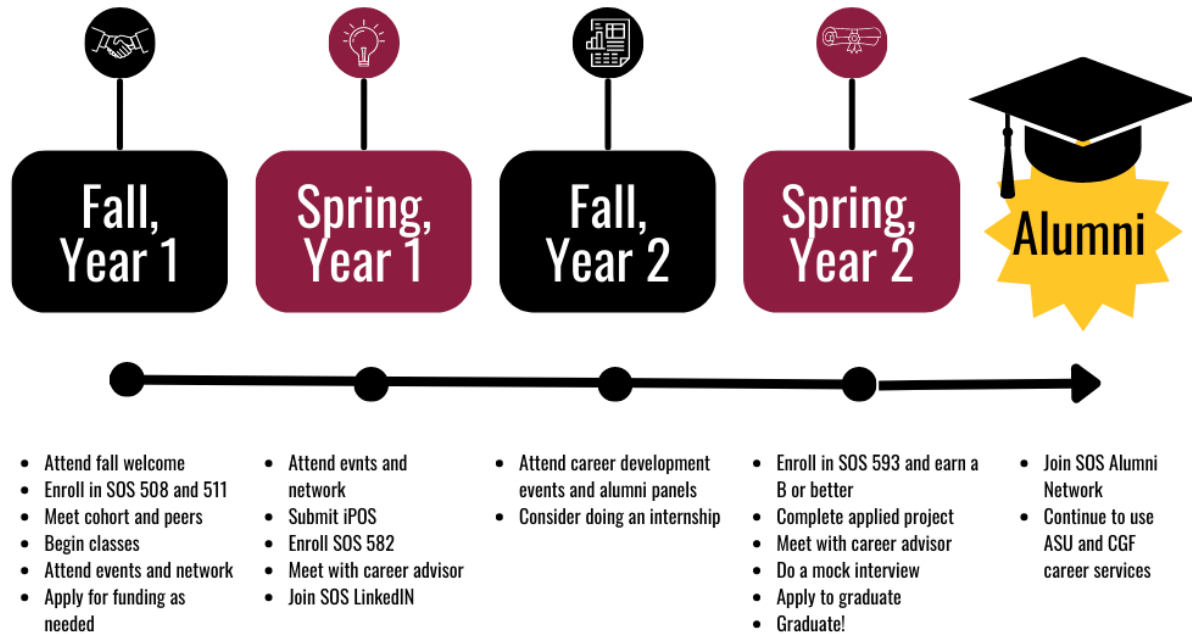 Fall,
Year 1
Spring,
Year 1
Fall,
Year 2
Spring,
Year 2
Alumni
• Attend fall welcome
• Enroll in SOS 508 and 511
• Meet cohort and peers
• Begin classes
• Attend events and network
• Apply for funding as
needed
• Attend evnts and
network
• Submit iPOS
• Enroll SOS 582
• Meet with career advisor
• Join SOS LinkedIN
• Attend career development
events and alumni panels
• Consider doing an internship
• Enroll in SOS 593 and earn a
B or better
• Complete applied project
• Meet with career advisor
• Do a mock interview
• Apply to graduate
• Graduate!
• Join SOS Alumni
Network
• Continue to use
ASU and CGF
career services